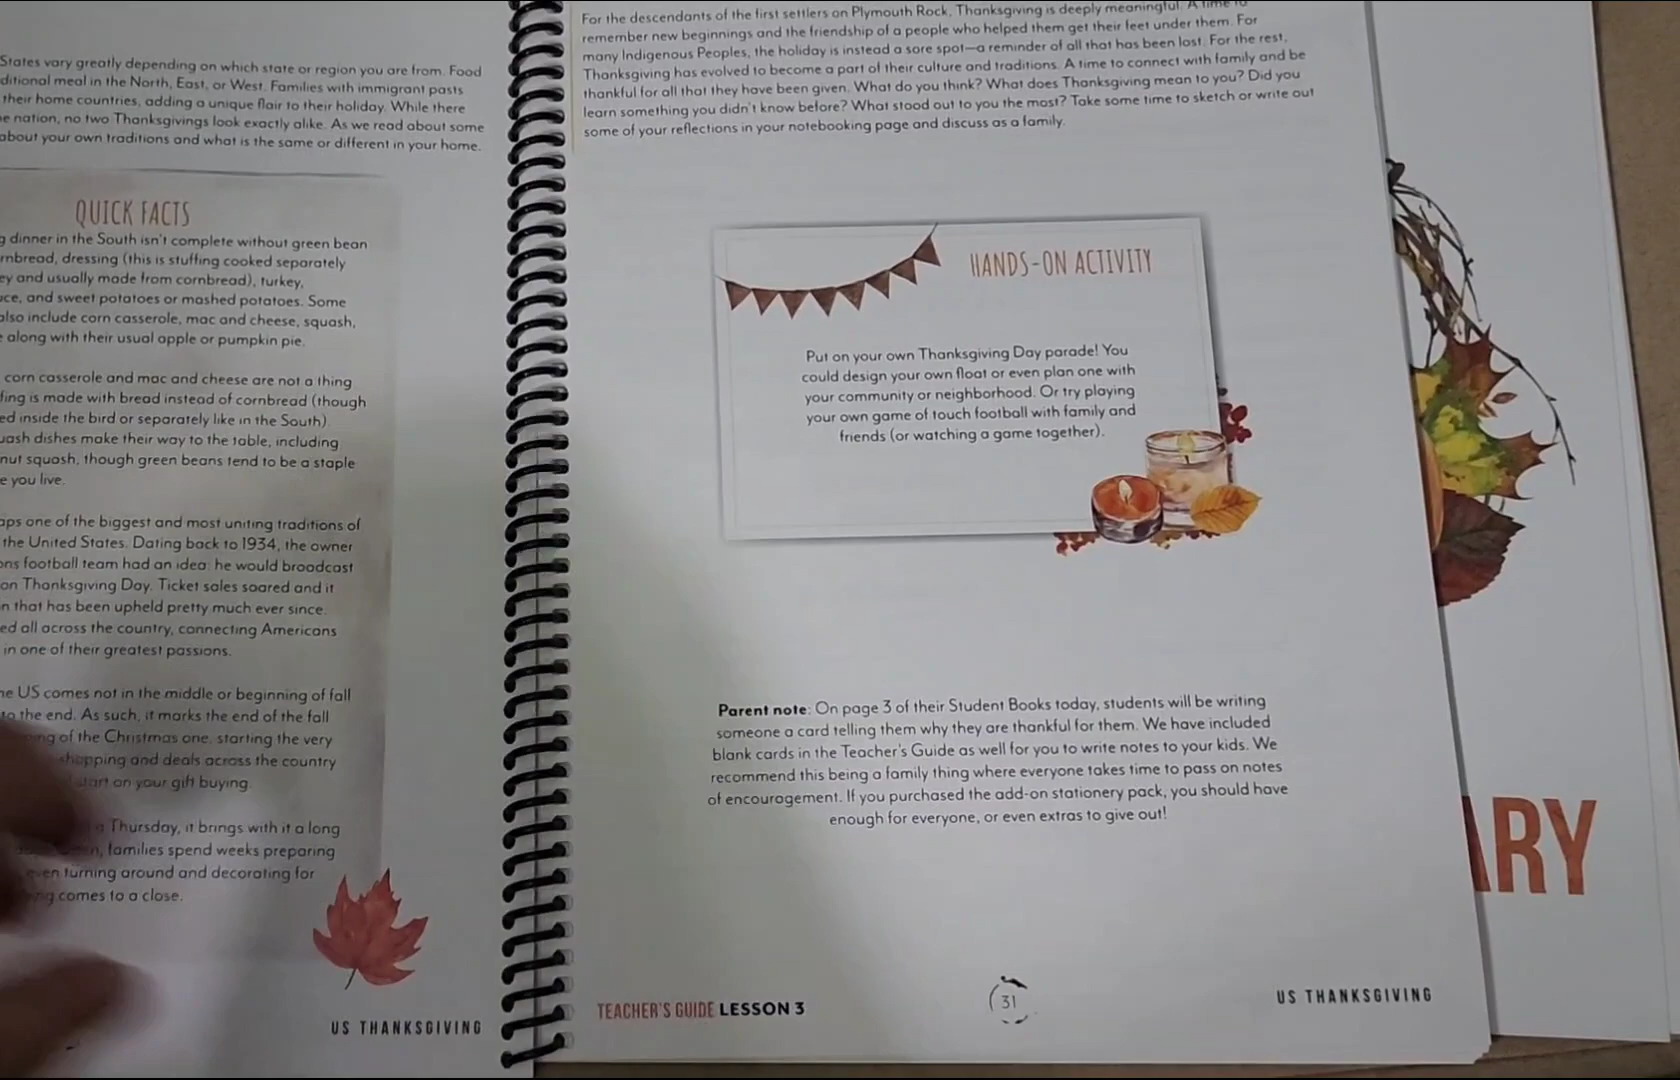 States vary greatly depending on which state or region you are from. Food
ditional meal in the North, East, or West. Families with immigrant pasts
their home countries, adding a unique flair to their holiday. While there
e nation, no two Thanksgivings look exactly alike. As we read about some
about your own traditions and what is the same or different in your home.
QUICK FACTS
g dinner in the South isn't complete without green bean
rnbread, dressing (this is stuffing cooked separately
ey and usually made from cornbread), turkey,
uce, and sweet potatoes or mashed potatoes. Some
also include corn casserole, mac and cheese, squash,
e along with their usual apple or pumpkin pie.
corn casserole and mac and cheese are not a thing
fing is made with bread instead of cornbread (though
ed inside the bird or separately like in the South).
uash dishes make their way to the table, including
nut squash, though green beans tend to be a staple
e you live.
aps one of the biggest and most uniting traditions of
the United States. Dating back to 1934, the owner
ons football team had an idea: he would broadcast
on Thanksgiving Day. Ticket sales soared and it
n that has been upheld pretty much ever since.
ed all across the country, connecting Americans
in one of their greatest passions.
he US comes not in the middle or beginning of fall
to the end. As such, it marks the end of the fall
ing of the Christmas one, starting the very
shopping and deals across the country
start on your gift buying.
a Thursday, it brings with it a long
families spend weeks preparing
even turning around and decorating for
comes to a close.
US THANKSGIVING
For the descendants of the first settlers on Plymouth Rock, Thanksgiving is deeply meaningful. A time to
remember new beginnings and the friendship of a people who helped them get their feet under them. For
many Indigenous Peoples, the holiday is instead a sore spot—a reminder of all that has been lost. For the rest,
Thanksgiving has evolved to become a part of their culture and traditions. A time to connect with family and be
thankful for all that they have been given. What do you think? What does Thanksgiving mean to you? Did you
learn something you didn't know before? What stood out to you the most? Take some time to sketch or write out
some of your reflections in your notebooking page and discuss as a family.
HANDS-ON ACTIVITY
Put on your own Thanksgiving Day parade! You
could design your own float or even plan one with
your community or neighborhood. Or try playing
your own game of touch football with family and
friends (or watching a game together).
Parent note: On page 3 of their Student Books today, students will be writing
someone a card telling them why they are thankful for them. We have included
blank cards in the Teacher's Guide as well for you to write notes to your kids. We
recommend this being a family thing where everyone takes time to pass on notes
of encouragement. If you purchased the add-on stationery pack, you should have
enough for everyone, or even extras to give out!
TEACHER'S GUIDE LESSON 3
31
US THANKSGIVING
ARY